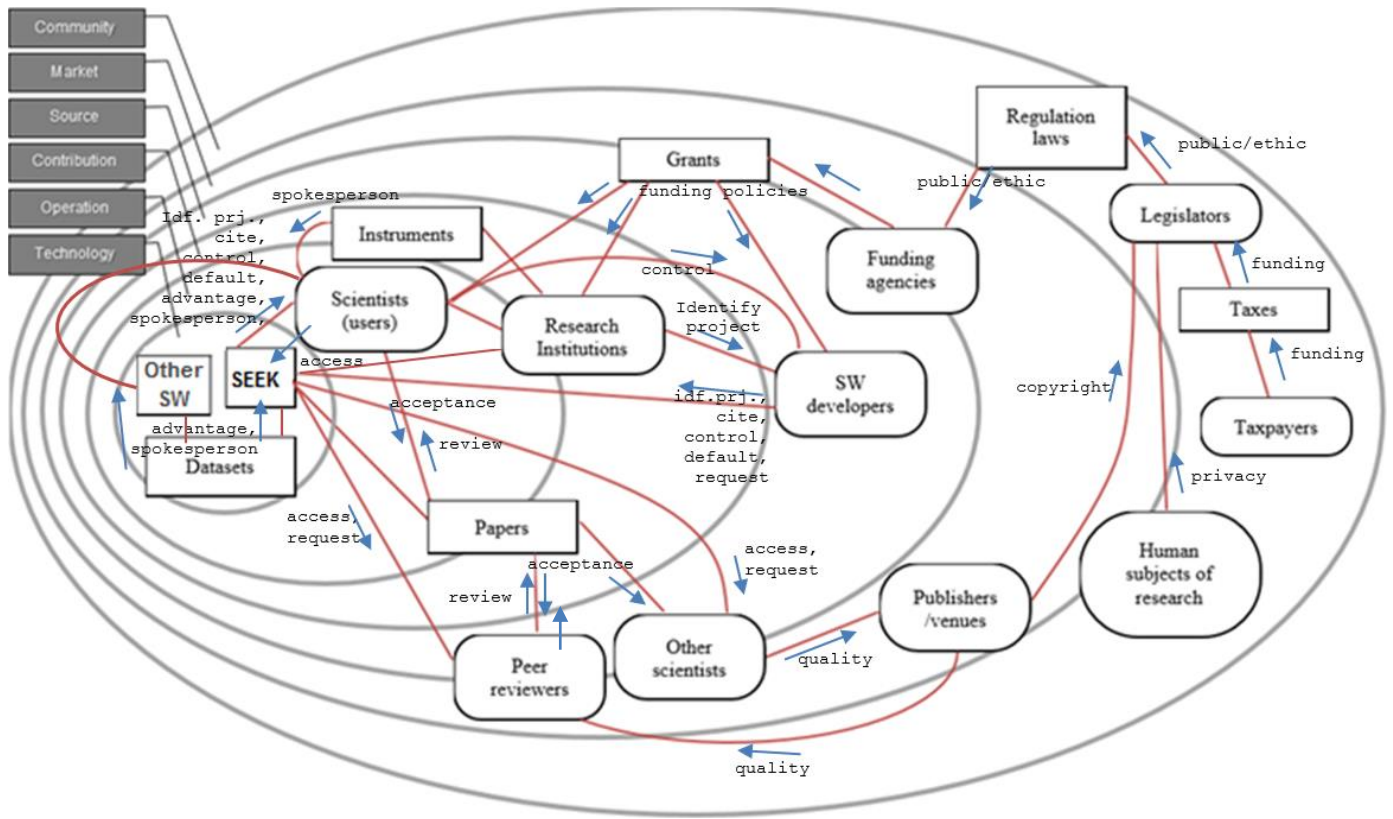 Community
Market
Source
Contribution
Operation
Technology
Regulation
laws
public/ethic
Grants
funding policies
public/ethic
Legislators
spokesperson
Idf. prj.,
cite,
control,
default,
advantage,
spokesperson,
Instruments
control
Funding
agencies
funding
Scientists
(users)
Research
Institutions
Identify
project
Taxes
funding
Other
SW
SEEK
access
SW
developers
copyright
idf.prj.,
cite,
control,
default,
request
acceptance
review
Taxpayers
advantage,
spokesperson
Datasets
privacy
access,
request
Papers
acceptance
access,
request
Human
subjects of
research
review
Publishers
/venues
Peer
reviewers
Other
scientists
quality
quality